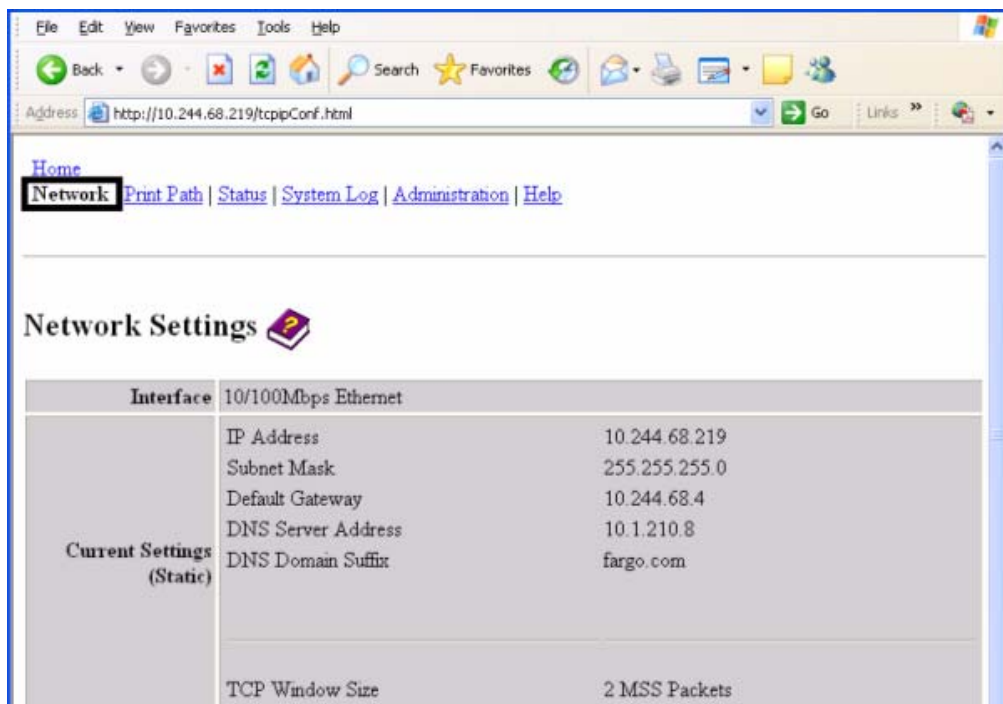 File Edit View Favorites Tools Help
Back Search Favorites
Address http://10.244.68.219/tcpipConf.html Go Links »
Home
Network Print Path | Status | System Log | Administration | Help
Network Settings ?
Interface 10/100Mbps Ethernet
Current Settings (Static)
IP Address 10.244.68.219
Subnet Mask 255.255.255.0
Default Gateway 10.244.68.4
DNS Server Address 10.1.210.8
DNS Domain Suffix fargo.com
TCP Window Size 2 MSS Packets